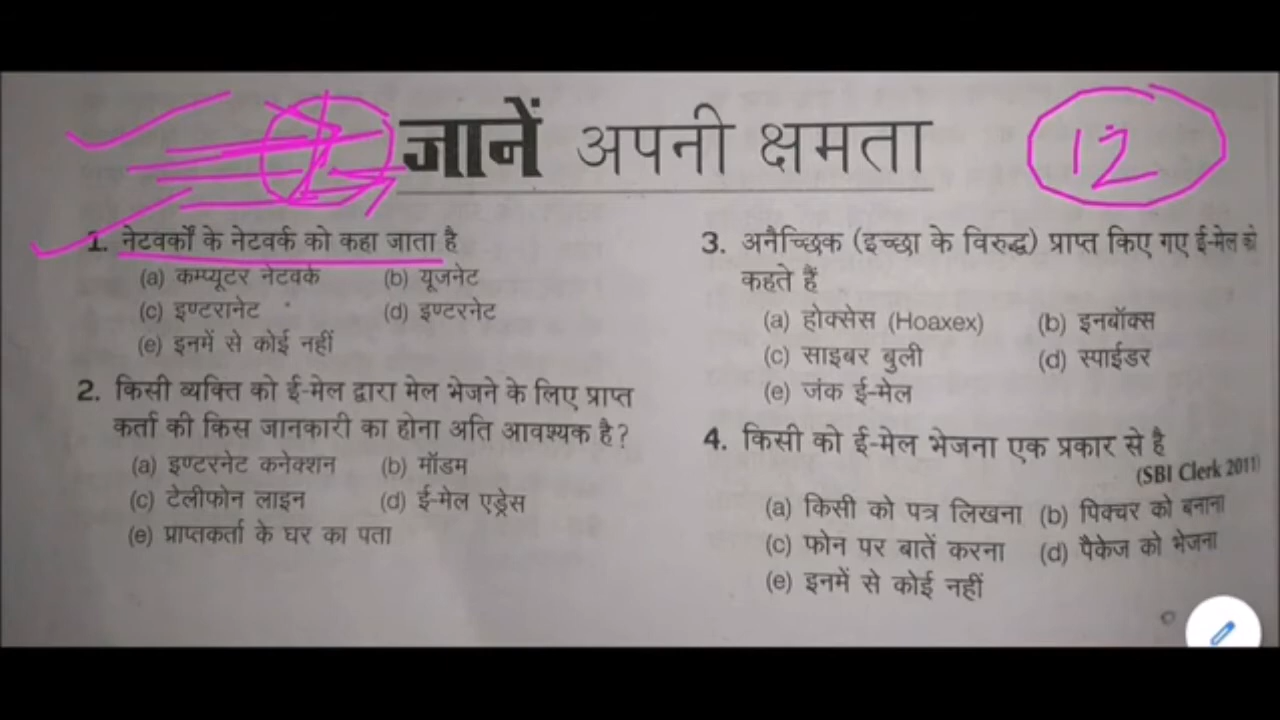 जानें अपनी क्षमता
12
1. नेटवर्कों के नेटवर्क को कहा जाता है
(a) कम्प्यूटर नेटवर्क (b) यूजनेट
(c) इण्टरानेट (d) इण्टरनेट
(e) इनमें से कोई नहीं
2. किसी व्यक्ति को ई-मेल द्वारा मेल भेजने के लिए प्राप्त
कर्ता की किस जानकारी का होना अति आवश्यक है?
(a) इण्टरनेट कनेक्शन (b) मॉडम
(c) टेलीफोन लाइन (d) ई-मेल एड्रेस
(e) प्राप्तकर्ता के घर का पता
3. अनैच्छिक (इच्छा के विरुद्ध) प्राप्त किए गए ई-मेल को
कहते हैं
(a) होक्सेस (Hoaxex) (b) इनबॉक्स
(c) साइबर बुली (d) स्पाईडर
(e) जंक ई-मेल
4. किसी को ई-मेल भेजना एक प्रकार से है
(SBI Clerk 2011)
(a) किसी को पत्र लिखना (b) पिक्चर को बनाना
(c) फोन पर बातें करना (d) पैकेज को भेजना
(e) इनमें से कोई नहीं